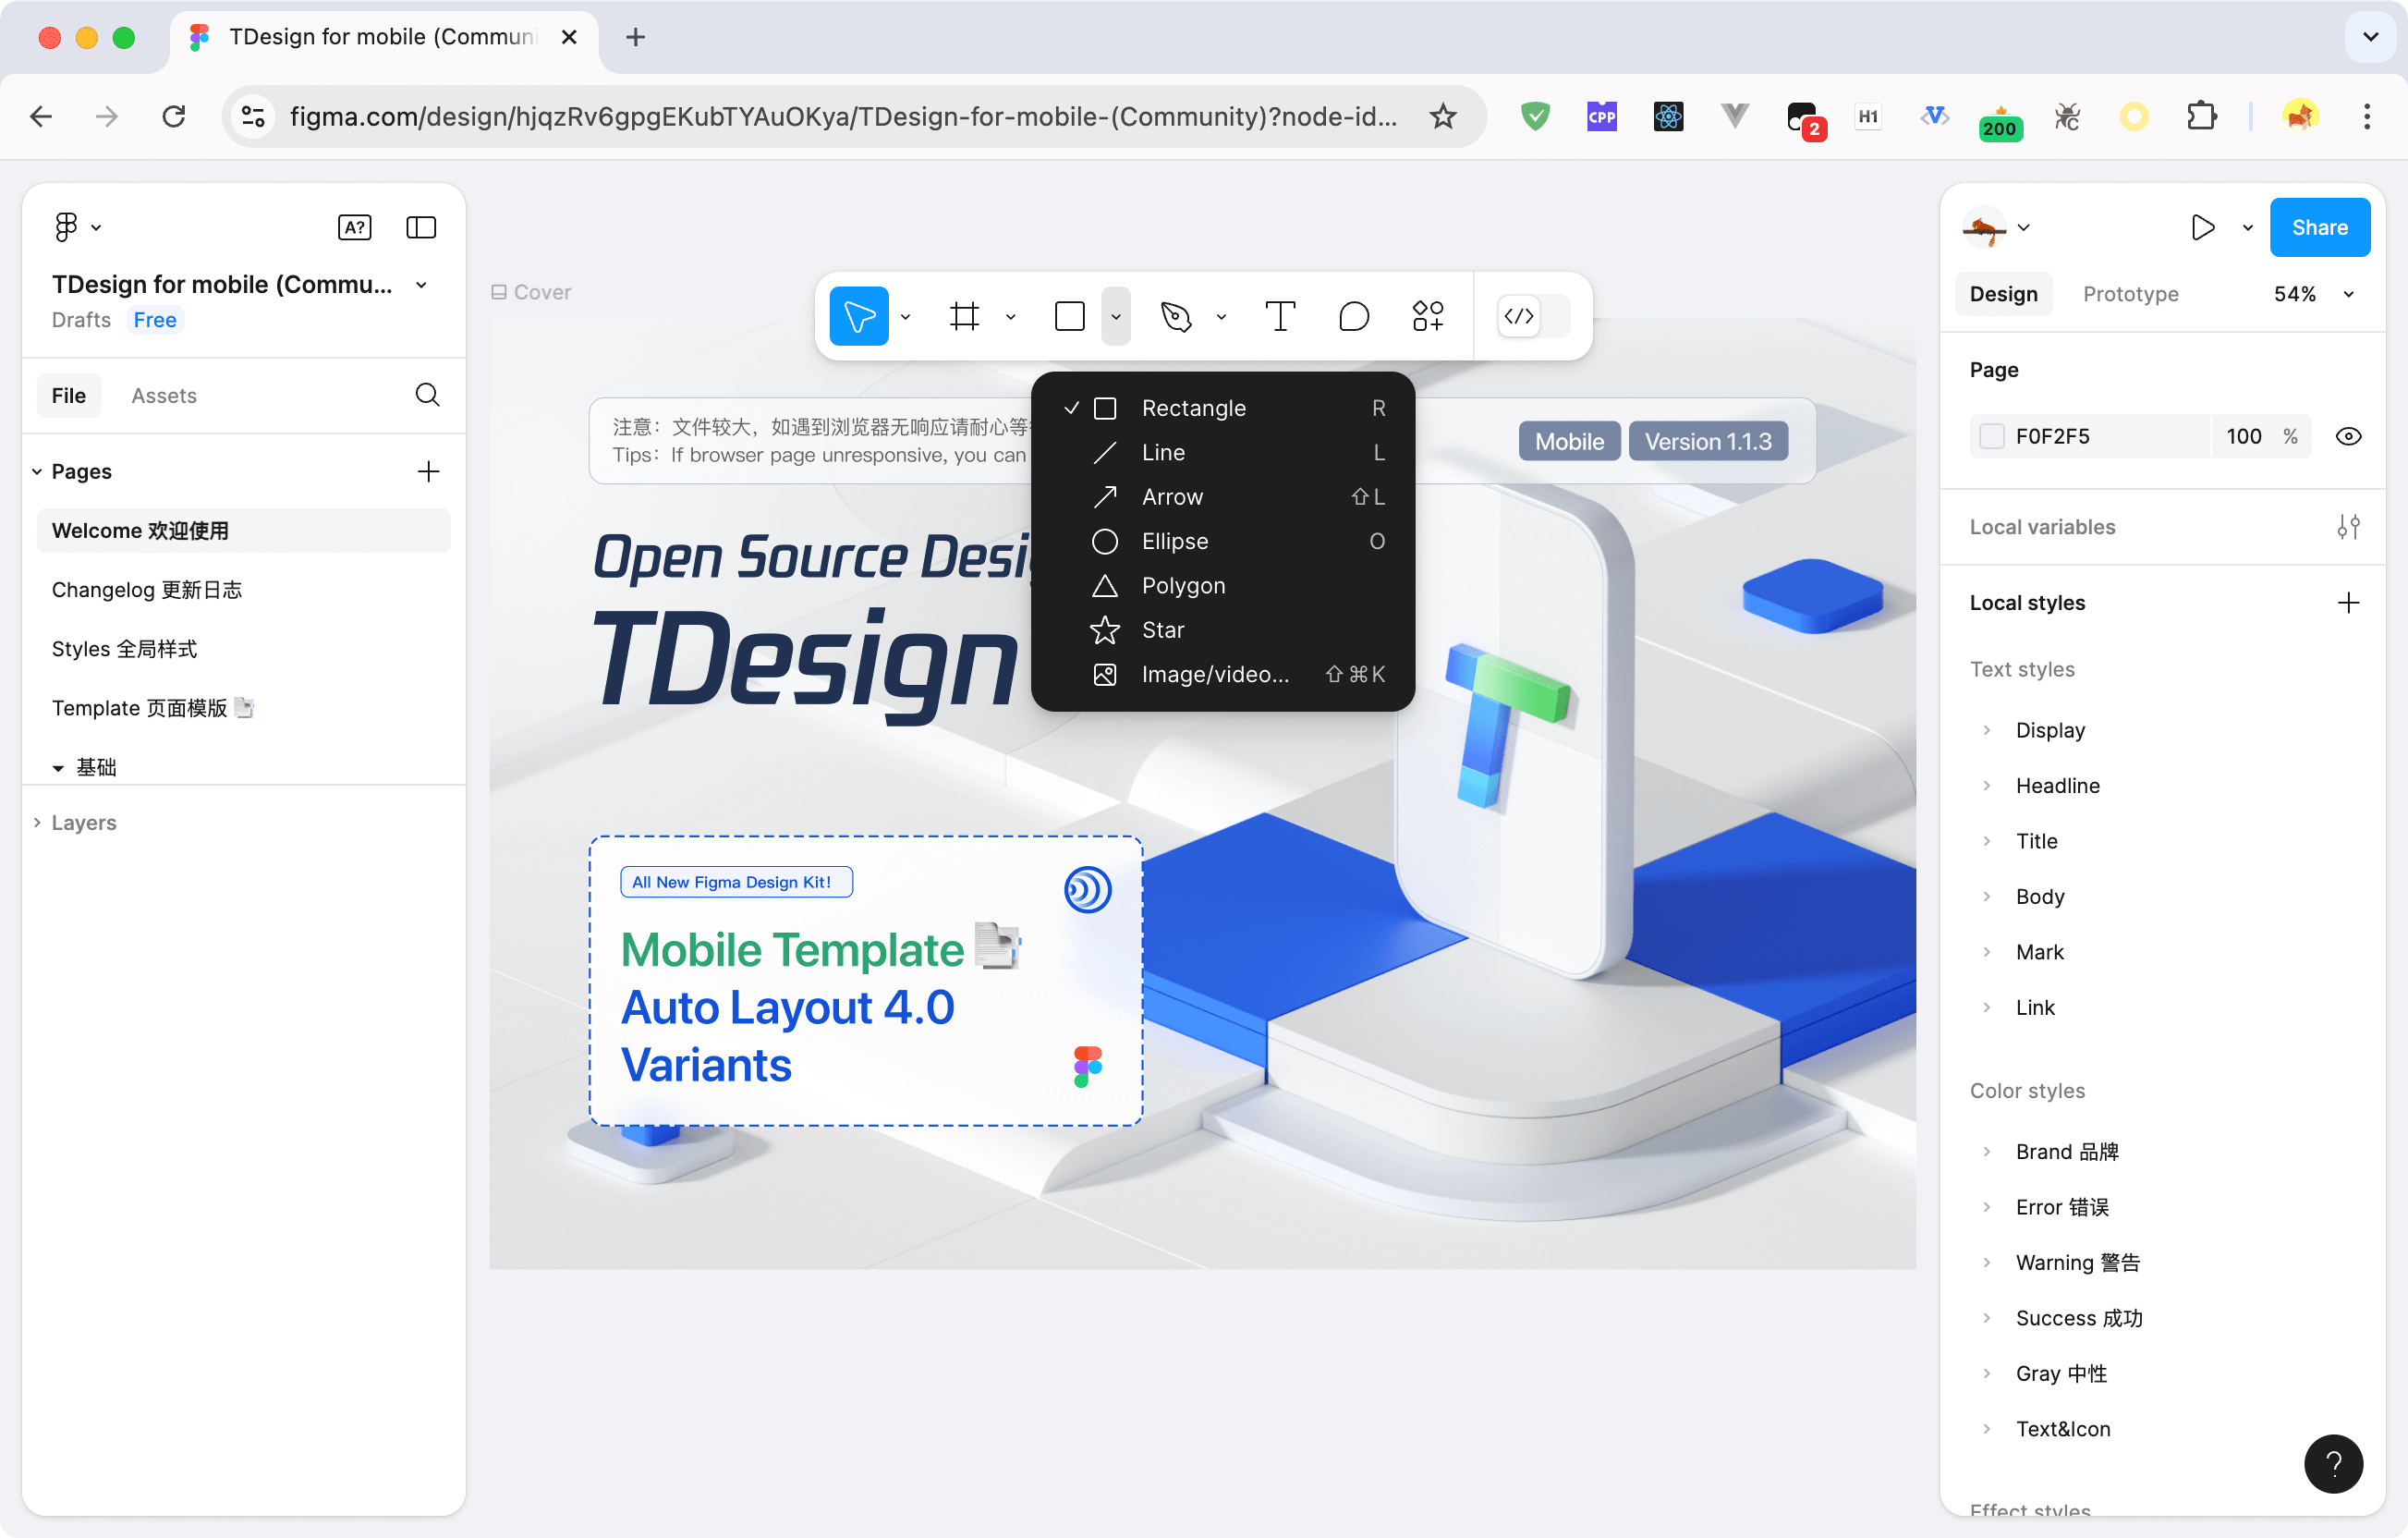 TDesign for mobile (Communi
figma.com/design/hjqzRv6gpgEKubTYAuOKya/TDesign-for-mobile-(Community)?node-id...
CPP
2
H1
200
A?
TDesign for mobile (Commu...
Drafts Free
File Assets
Pages
Welcome 欢迎使用
Changelog 更新日志
Styles 全局样式
Template 页面模版
基础
Layers
Cover
注意：文件较大，如遇到浏览器无响应请耐心等
Tips：If browser page unresponsive, you can
Mobile Version 1.1.3
Open Source Desi
TDesign
All New Figma Design Kit!
Mobile Template
Auto Layout 4.0
Variants
Rectangle R
Line L
Arrow ⇧L
Ellipse O
Polygon
Star
Image/video... ⇧⌘K
Share
Design Prototype 54%
Page
F0F2F5 100 %
Local variables
Local styles
Text styles
Display
Headline
Title
Body
Mark
Link
Color styles
Brand 品牌
Error 错误
Warning 警告
Success 成功
Gray 中性
Text&Icon
Effect styles
?